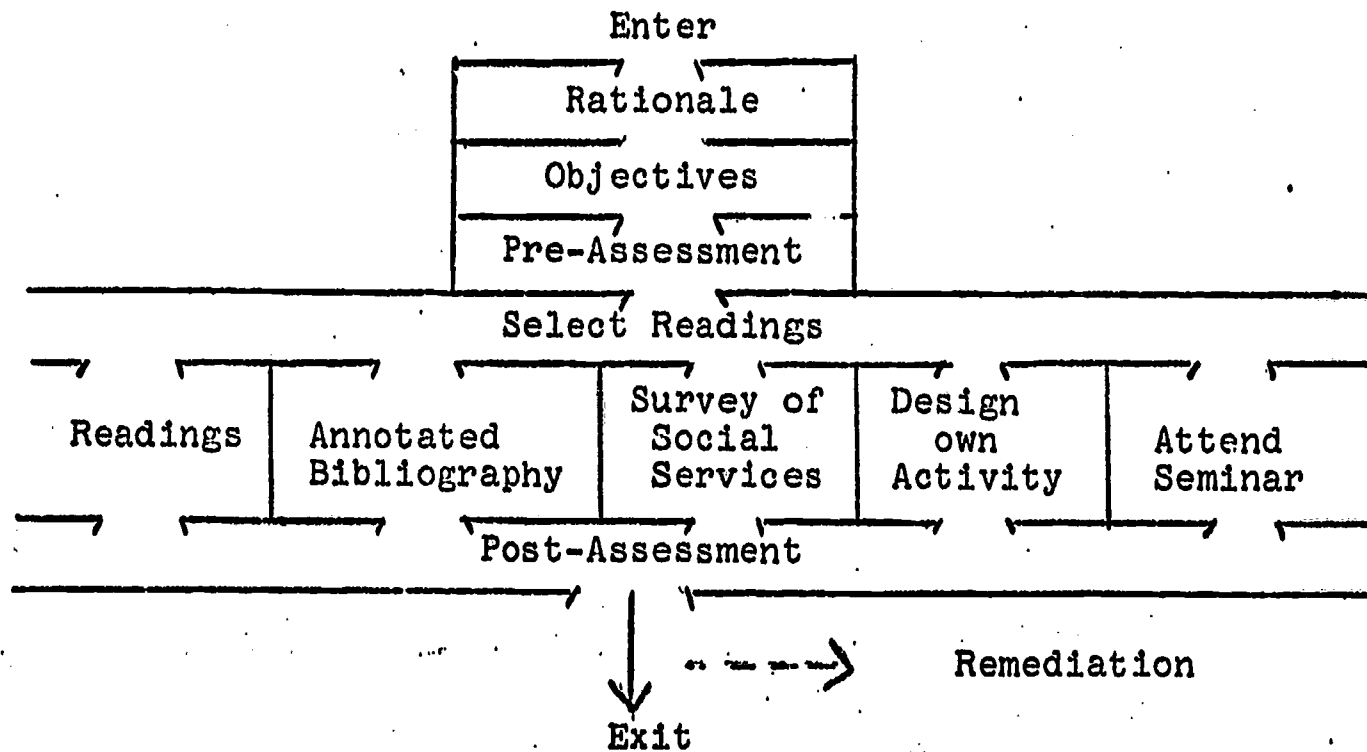 Enter
Rationale
Objectives
Pre-Assessment
Select Readings
Readings
Annotated
Bibliography
Survey of
Social
Services
Design
own
Activity
Attend
Seminar
Post-Assessment
Remediation
Exit